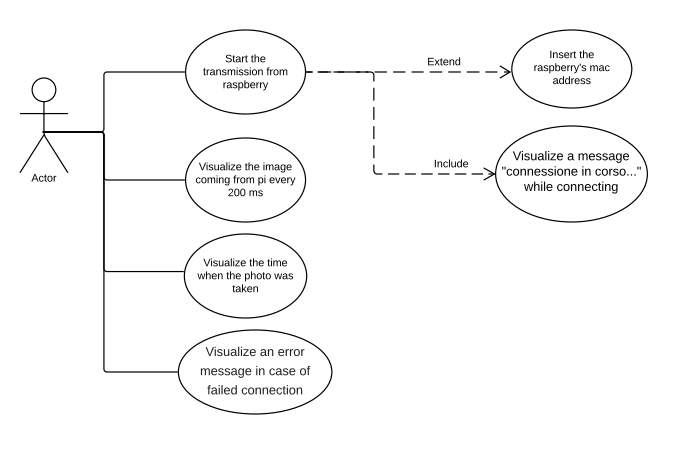 Start the
transmission from
raspberry
Extend
Insert the
raspberry's mac
address
Actor
Visualize the image
coming from pi every
200 ms
Include
Visualize a message
"connessione in corso..."
while connecting
Visualize the time
when the photo was
taken
Visualize an error
message in case of
failed connection